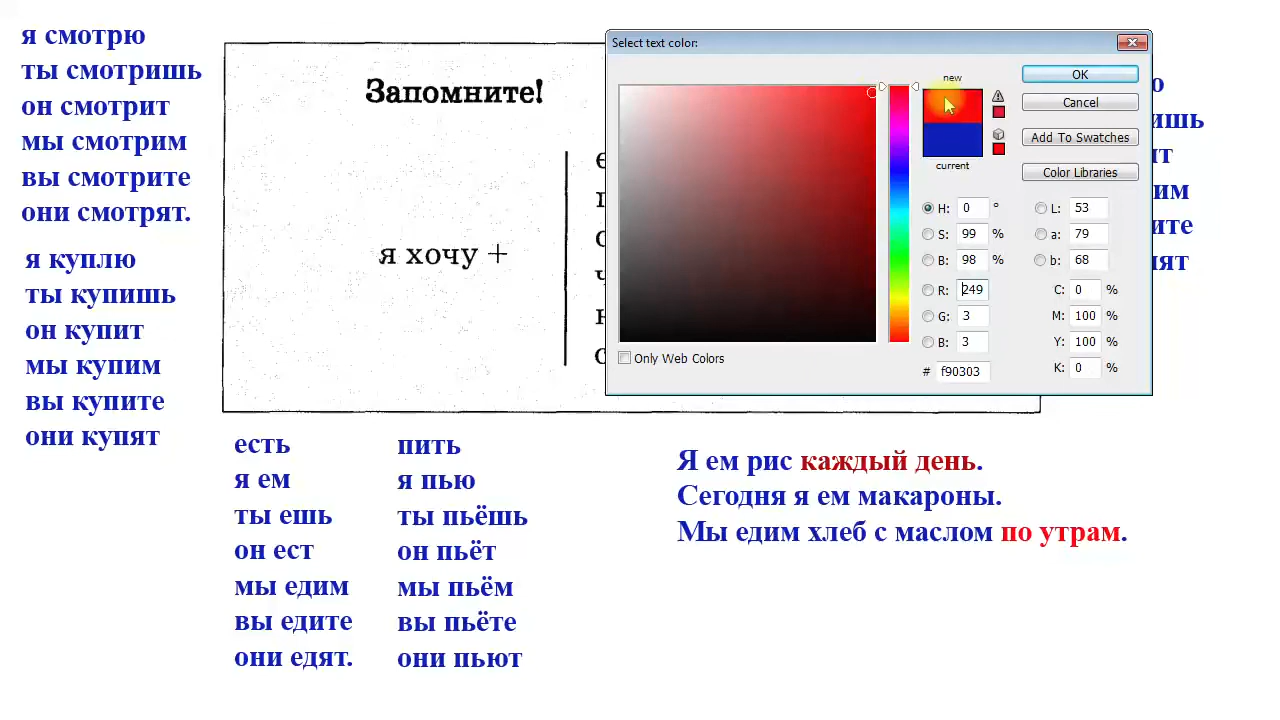 я смотрю
ты смотришь
он смотрит
мы смотрим
вы смотрите
они смотрят.
я куплю
ты купишь
он купит
мы купим
вы купите
они купят
Запомните!
я хочу +
Select text color:
new
current
OK
Cancel
Add To Swatches
Color Libraries
H: 0 °
S: 99 %
B: 98 %
R: 249
G: 3
B: 3
# f90303
L: 53
a: 79
b: 68
C: 0 %
M: 100 %
Y: 100 %
K: 0 %
Only Web Colors
есть
я ем
ты ешь
он ест
мы едим
вы едите
они едят.
пить
я пью
ты пьёшь
он пьёт
мы пьём
вы пьёте
они пьют
Я ем рис каждый день.
Сегодня я ем макароны.
Мы едим хлеб с маслом по утрам.